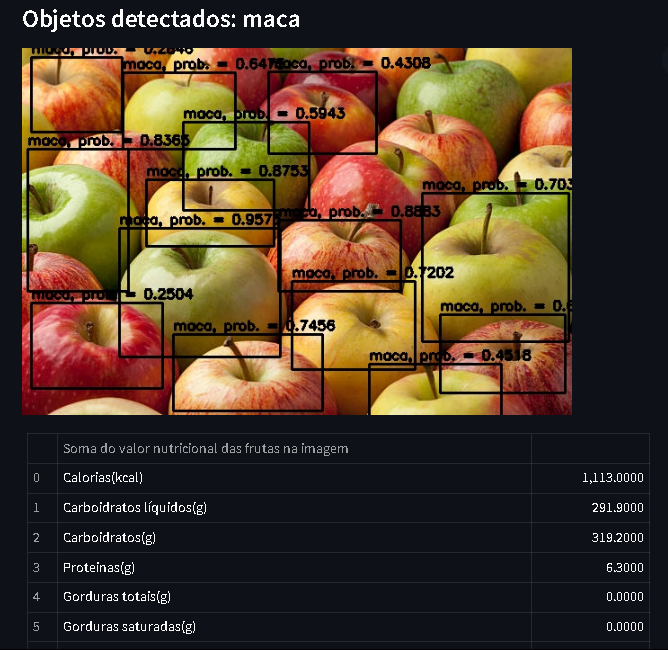 Objetos detectados: maca
maca, prob. = 0.2846
maca, prob. = 0.64
maca, prob. = 0.4308
maca, prob. = 0.5943
maca, prob. = 0.8365
maca, prob. = 0.8753
maca, prob. = 0.703
maca, prob. = 0.957
maca, prob. = 0.8883
maca, prob. = 0.7202
maca, prob. = 0.2504
maca, prob. = 0.
maca, prob. = 0.7456
maca, prob. = 0.4518
Soma do valor nutricional das frutas na imagem
0 Calorias(kcal) 1,113.0000
1 Carboidratos líquidos(g) 291.9000
2 Carboidratos(g) 319.2000
3 Proteinas(g) 6.3000
4 Gorduras totais(g) 0.0000
5 Gorduras saturadas(g) 0.0000